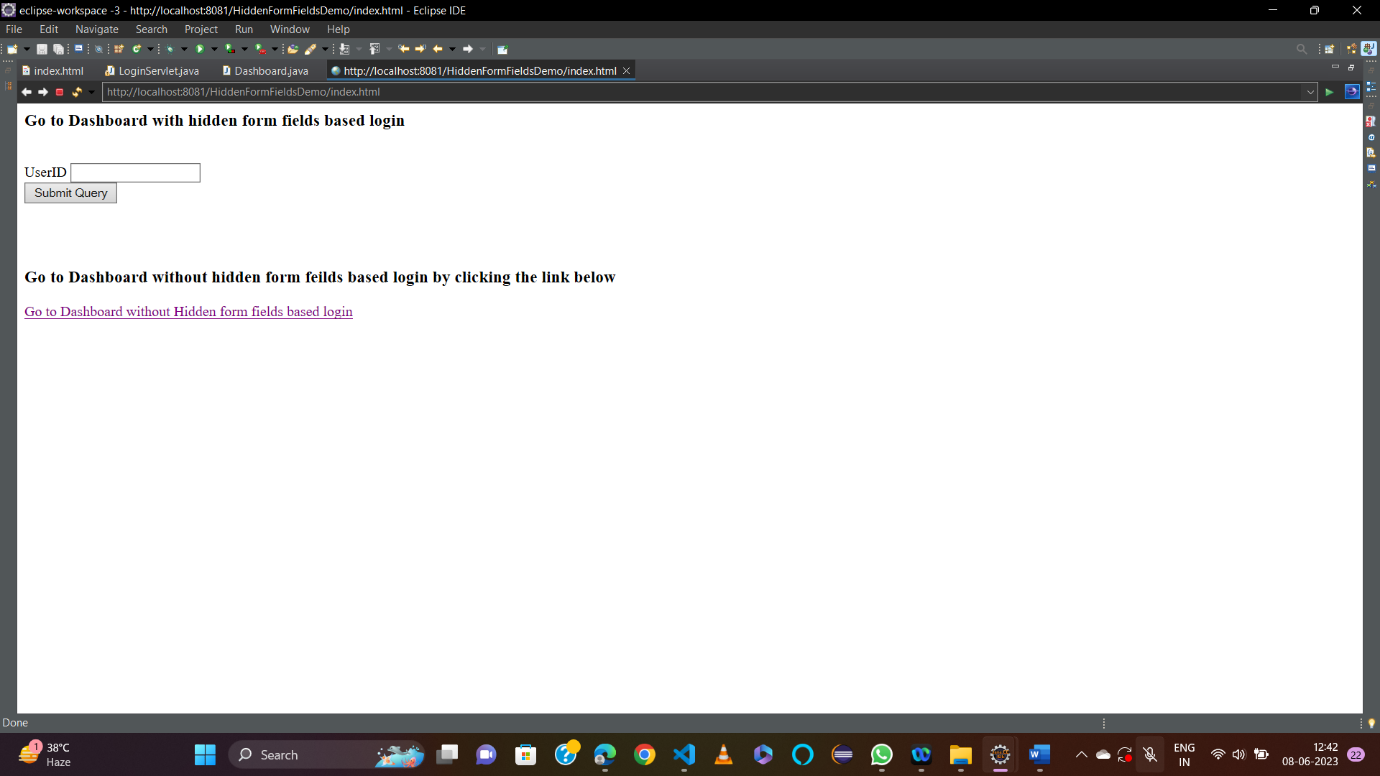 eclipse-workspace -3 - http://localhost:8081/HiddenFormFieldsDemo/index.html - Eclipse IDE
File Edit Navigate Search Project Run Window Help
index.html LoginServlet.java Dashboard.java http://localhost:8081/HiddenFormFieldsDemo/index.html
http://localhost:8081/HiddenFormFieldsDemo/index.html
Go to Dashboard with hidden form fields based login
UserID
Submit Query
Go to Dashboard without hidden form feilds based login by clicking the link below
Go to Dashboard without Hidden form fields based login
Done
1 38°C
Haze
Search
ENG
IN
12:42
08-06-2023
22